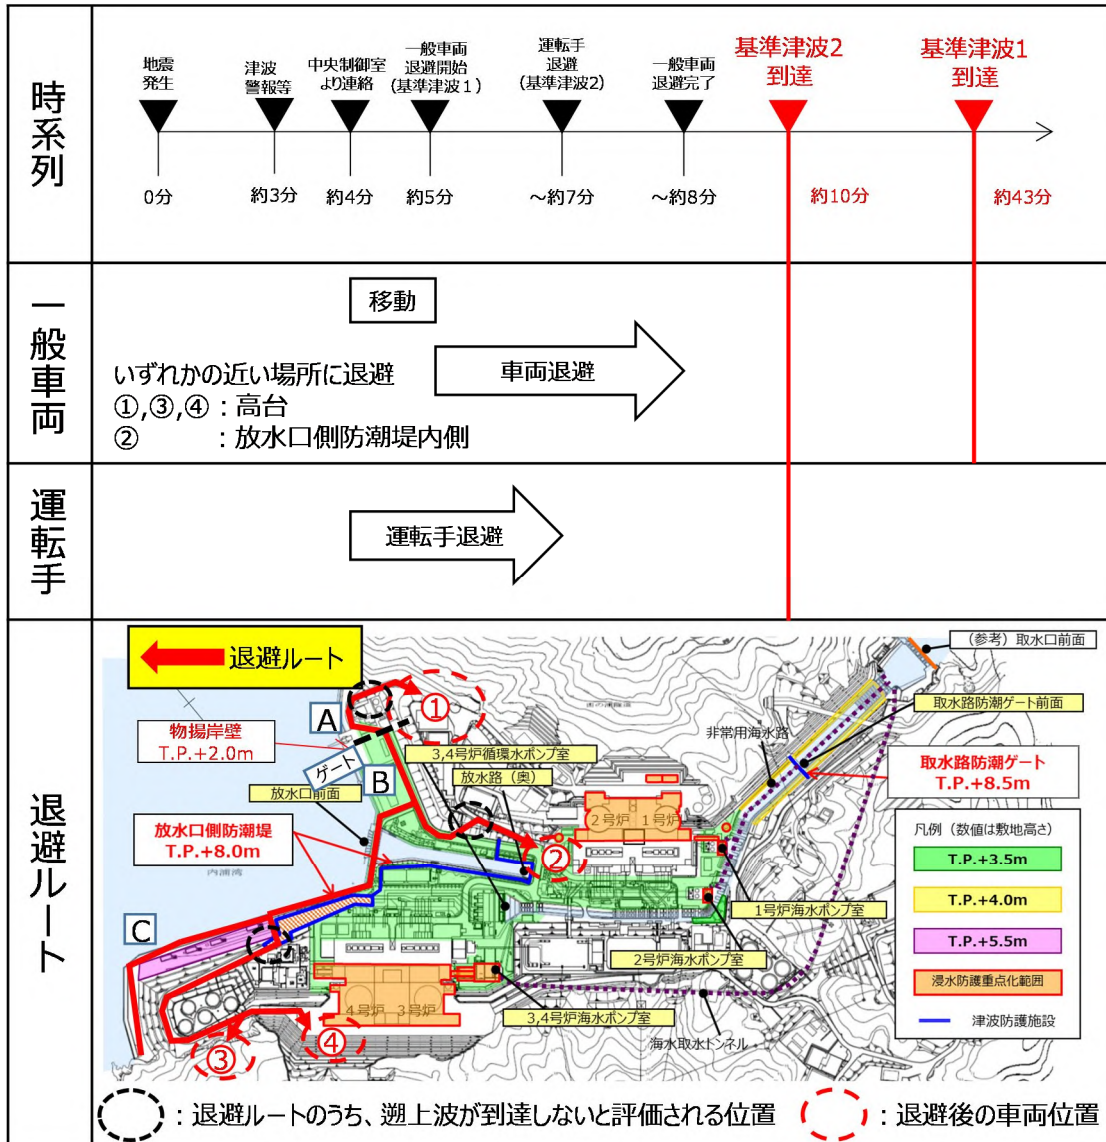 時系列
地震
発生
津波
警報等
中央制御室
より連絡
一般車両
退避開始
(基準津波１)
運転手
退避
(基準津波2)
一般車両
退避完了
基準津波2
到達
基準津波1
到達
0分
約3分
約4分
約5分
～約7分
～約8分
約10分
約43分
一般車両
移動
いずれかの近い場所に退避
①,③,④：高台
②　　　：放水口側防潮堤内側
車両退避
運転手
運転手退避
退避ルート
退避ルート
（参考）取水口前面
A
①
物揚岸壁
T.P.+2.0m
ゲート
B
3,4号炉循環水ポンプ室
非常用海水路
取水路防潮ゲート前面
放水口前面
放水路（奥）
取水路防潮ゲート
T.P.+8.5m
2号炉
1号炉
放水口側防潮堤
T.P.+8.0m
内浦湾
②
凡例（数値は敷地高さ）
T.P.+3.5m
T.P.+4.0m
T.P.+5.5m
浸水防護重点化範囲
津波防護施設
C
1号炉海水ポンプ室
2号炉海水ポンプ室
4号炉
3号炉
3,4号炉海水ポンプ室
海水取水トンネル
③
④
：退避ルートのうち、遡上波が到達しないと評価される位置
：退避後の車両位置